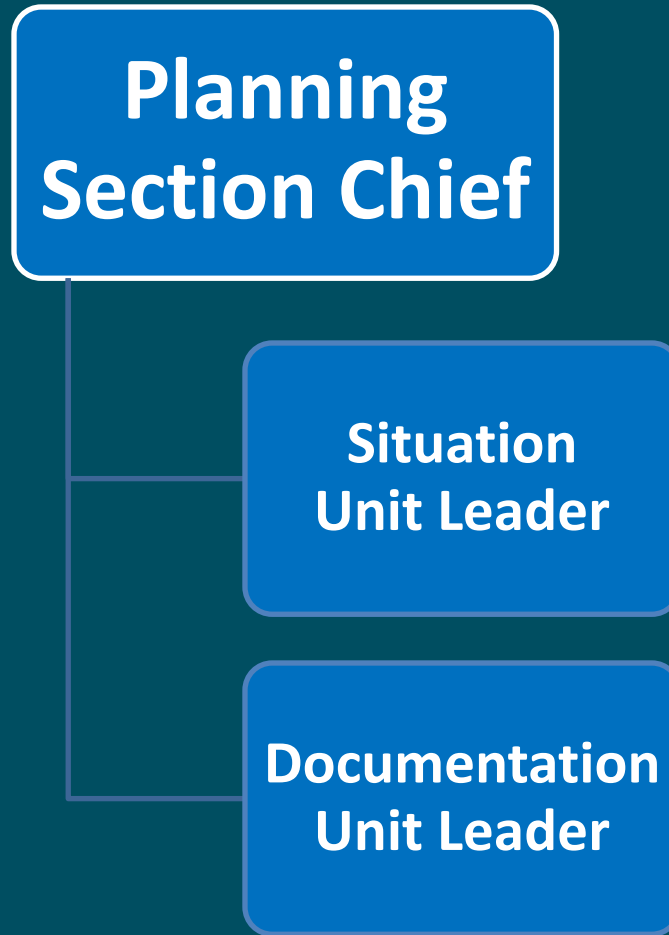 Planning
Section Chief
Situation
Unit Leader
Documentation
Unit Leader